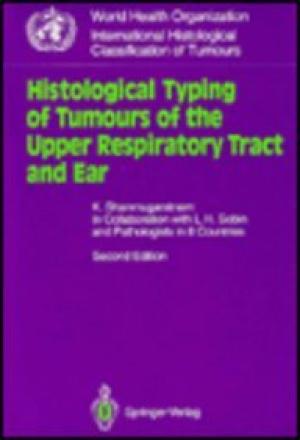 World Health Organization
International Histological
Classification of Tumours
Histological Typing
of Tumours of the
Upper Respiratory Tract
and Ear
K. Shanmugaratnam
In Collaboration with L. H. Sobin
and Pathologists in 8 Countries
Second Edition
Springer-Verlag